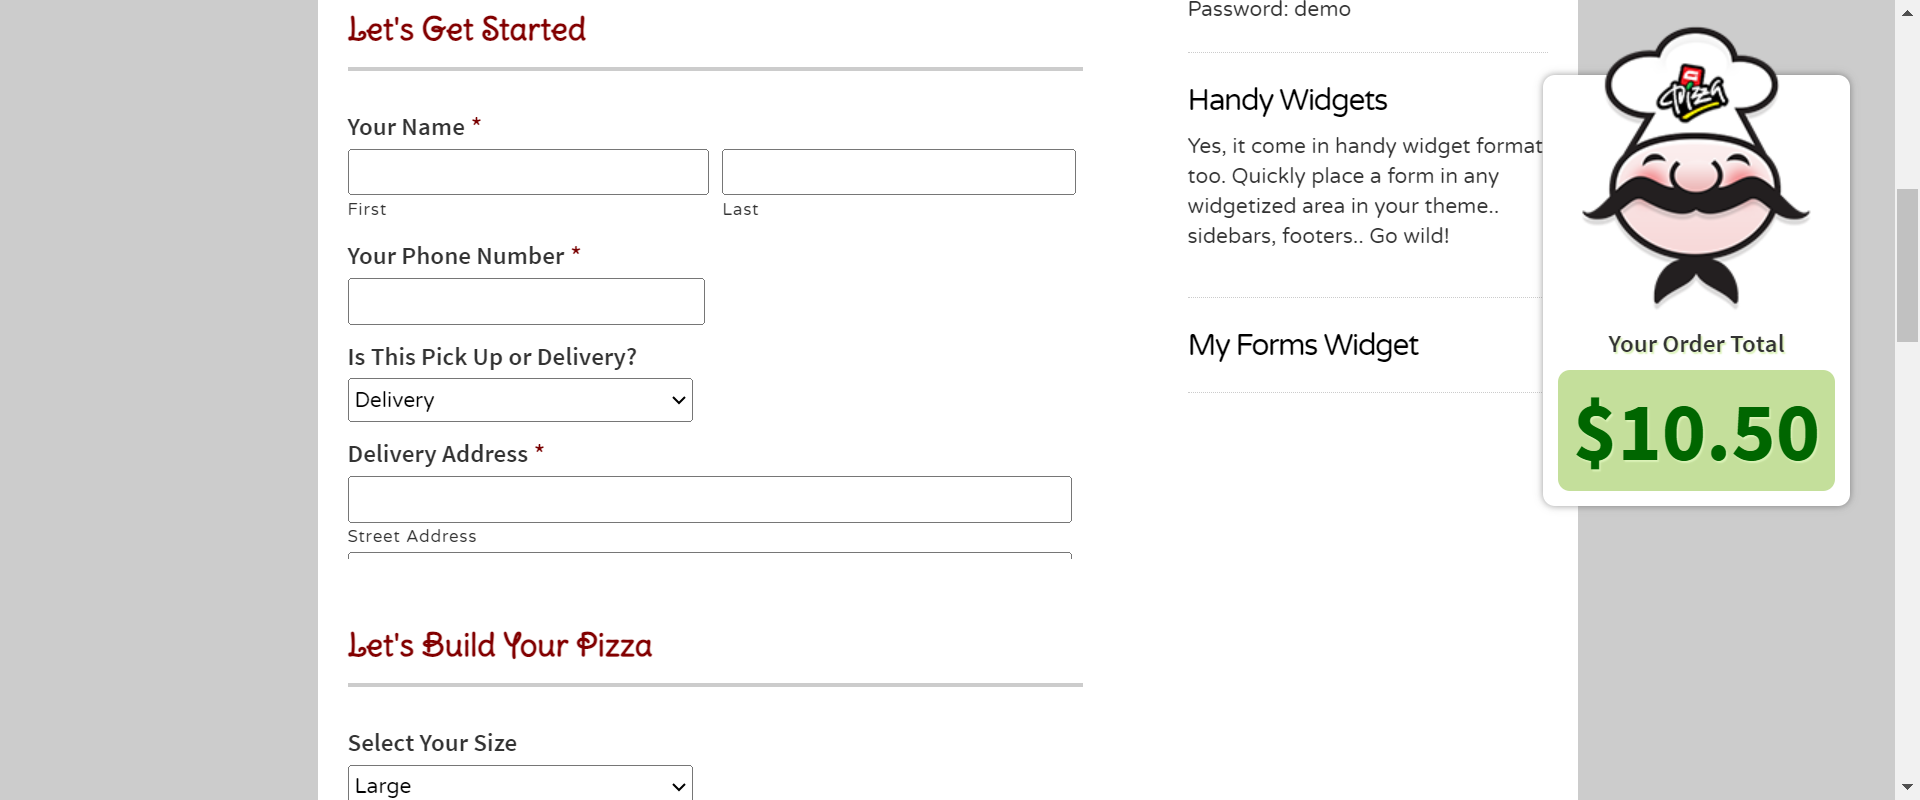 Let's Get Started
Your Name *
First
Last
Your Phone Number *
Is This Pick Up or Delivery?
Delivery
Delivery Address *
Street Address
Let's Build Your Pizza
Select Your Size
Large
Password: demo
Handy Widgets
Yes, it come in handy widget format
too. Quickly place a form in any
widgetized area in your theme..
sidebars, footers.. Go wild!
My Forms Widget
Pizza
Your Order Total
$10.50